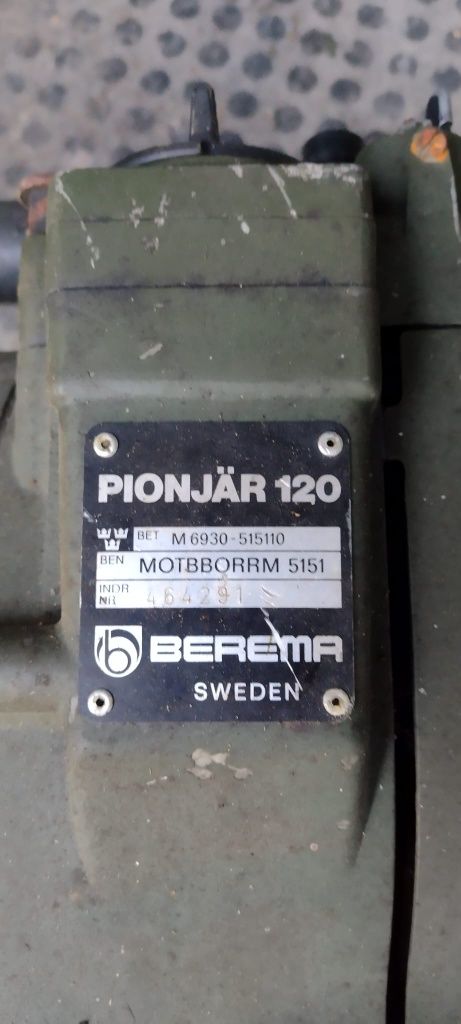 PIONJÄR 120
BET M 6930-515110
BEN MOTBBORRM 5151
INDR NR 464291
BEREMA
SWEDEN